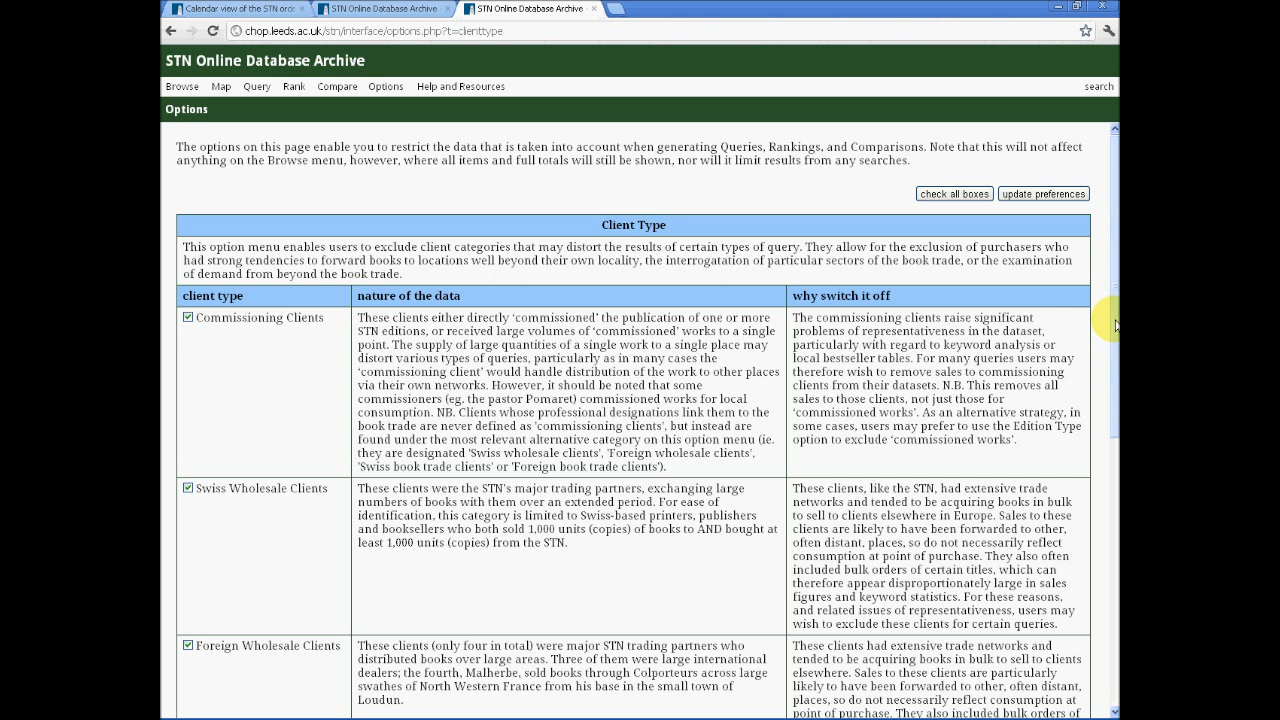 Calendar view of the STN orde
STN Online Database Archive
STN Online Database Archive
chop.leeds.ac.uk/stn/interface/options.php?t=clienttype
STN Online Database Archive
Browse Map Query Rank Compare Options Help and Resources search
Options
The options on this page enable you to restrict the data that is taken into account when generating Queries, Rankings, and Comparisons. Note that this will not affect
anything on the Browse menu, however, where all items and full totals will still be shown, nor will it limit results from any searches.
check all boxes update preferences
Client Type
This option menu enables users to exclude client categories that may distort the results of certain types of query. They allow for the exclusion of purchasers who
had strong tendencies to forward books to locations well beyond their own locality, the interrogatation of particular sectors of the book trade, or the examination
of demand from beyond the book trade.
client type nature of the data why switch it off
Commissioning Clients
These clients either directly ‘commissioned’ the publication of one or more
STN editions, or received large volumes of ‘commissioned’ works to a single
point. The supply of large quantities of a single work to a single place may
distort various types of queries, particularly as in many cases the
‘commissioning client’ would handle distribution of the work to other places
via their own networks. However, it should be noted that some
commissioners (eg. the pastor Pomaret) commissioned works for local
consumption. NB. Clients whose professional designations link them to the
book trade are never defined as 'commissioning clients', but instead are
found under the most relevant alternative category on this option menu (ie.
they are designated 'Swiss wholesale clients', 'Foreign wholesale clients',
'Swiss book trade clients' or 'Foreign book trade clients').
The commissioning clients raise significant
problems of representativeness in the dataset,
particularly with regard to keyword analysis or
local bestseller tables. For many queries users may
therefore wish to remove sales to commissioning
clients from their datasets. N.B. This removes all
sales to those clients, not just those for
‘commissioned works’. As an alternative strategy, in
some cases, users may prefer to use the Edition Type
option to exclude ‘commissioned works’.
Swiss Wholesale Clients
These clients were the STN's major trading partners, exchanging large
numbers of books with them over an extended period. For ease of
identification, this category is limited to Swiss-based printers, publishers
and booksellers who both sold 1,000 units (copies) of books to AND bought at
least 1,000 units (copies) from the STN.
These clients, like the STN, had extensive trade
networks and tended to be acquiring books in bulk
to sell to clients elsewhere in Europe. Sales to these
clients are likely to have been forwarded to other,
often distant, places, so do not necessarily reflect
consumption at point of purchase. They also often
included bulk orders of certain titles, which can
therefore appear disproportionately large in sales
figures and keyword statistics. For these reasons,
and related issues of representativeness, users may
wish to exclude these clients for certain queries.
Foreign Wholesale Clients
These clients (only four in total) were major STN trading partners who
distributed books over large areas. Three of them were large international
dealers; the fourth, Malherbe, sold books through Colporteurs across large
swathes of North Western France from his base in the small town of
Loudun.
These clients had extensive trade networks and
tended to be acquiring books in bulk to sell to clients
elsewhere. Sales to these clients are particularly
likely to have been forwarded to other, often distant,
places, so do not necessarily reflect consumption at
point of purchase. They also included bulk orders of